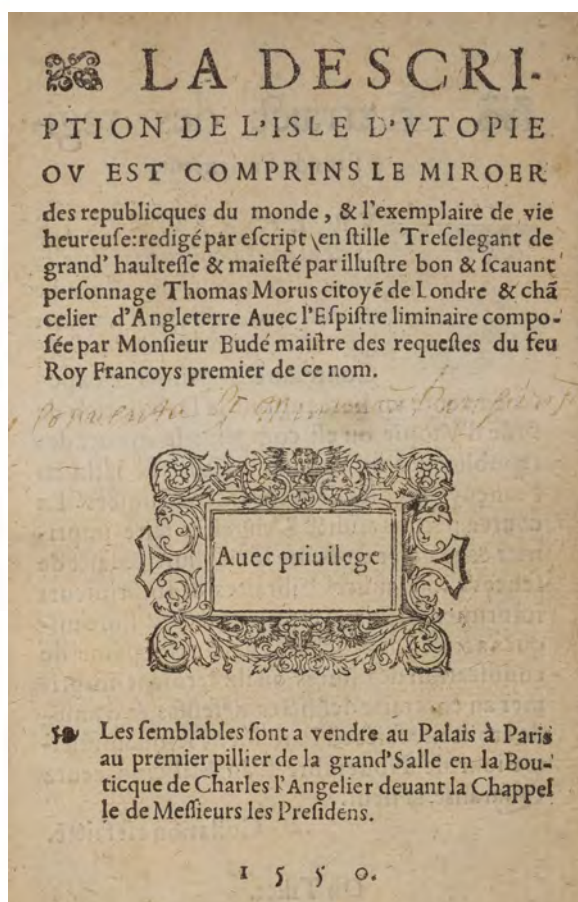 LA DESCRI-
PTION DE L'ISLE D'VTOPIE
OV EST COMPRINS LE MIROER
des republicques du monde, & l'exemplaire de vie
heureuſe:redigé par eſcript \en ſtille Treſelegant de
grand' haulteſſe & maieſté par illuſtre bon & ſcauant
perſonnage Thomas Morus citoyẽ de Londre & chã
celier d'Angleterre Auec l'Eſpiſtre liminaire compo-
ſée par Monſieur Budé maiſtre des requeſtes du feu
Roy Francoys premier de ce nom.
Auec priuilege
Les ſemblables ſont a vendre au Palais à Paris
au premier pillier de la grand'Salle en la Bou-
ticque de Charles l'Angelier deuant la Chappel
le de Meſſieurs les Preſidens.
1550.